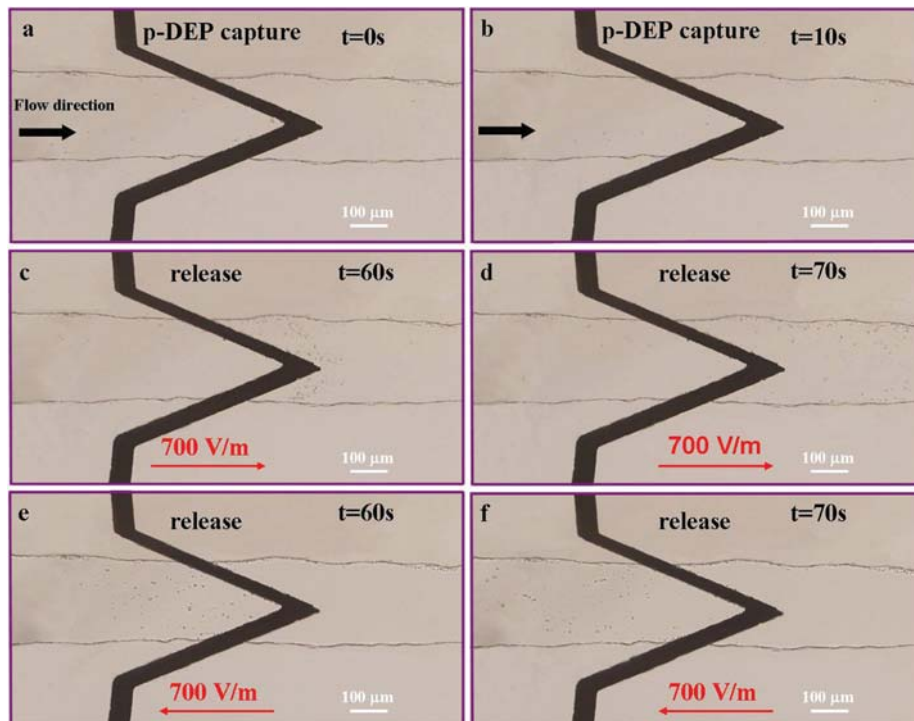 a
p-DEP capture
t=0s
Flow direction
100 μm
b
p-DEP capture
t=10s
100 μm
c
release
t=60s
700 V/m
100 μm
d
release
t=70s
700 V/m
100 μm
e
release
t=60s
700 V/m
100 μm
f
release
t=70s
700 V/m
100 μm